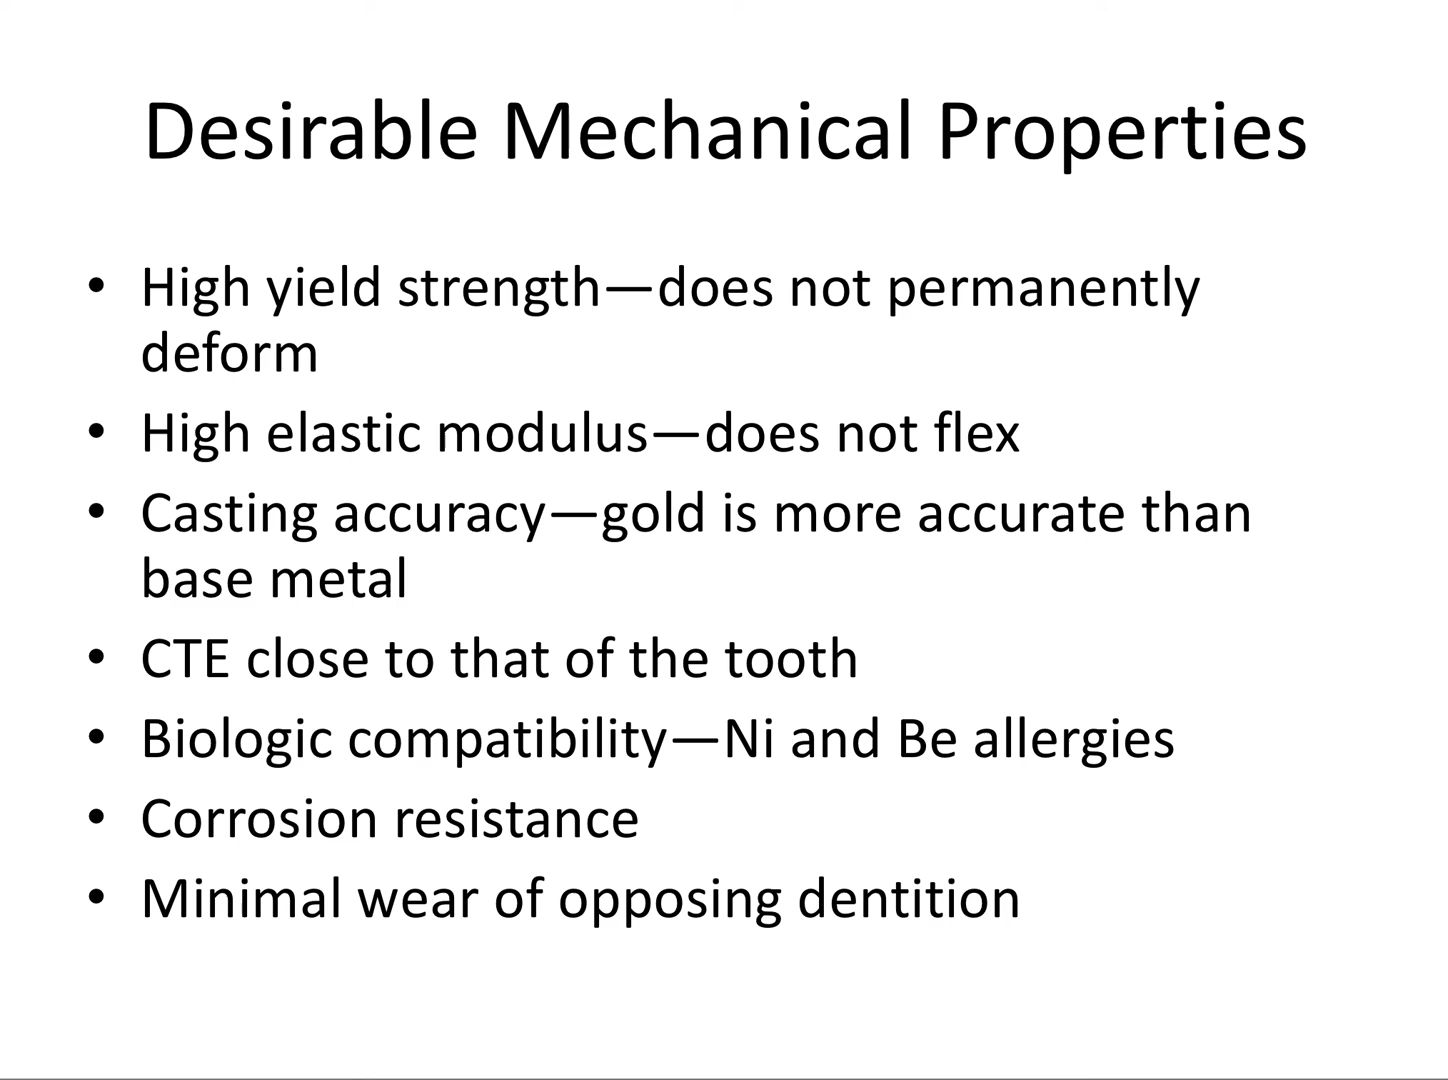 Desirable Mechanical Properties
• High yield strength—does not permanently
deform
• High elastic modulus—does not flex
• Casting accuracy—gold is more accurate than
base metal
• CTE close to that of the tooth
• Biologic compatibility—Ni and Be allergies
• Corrosion resistance
• Minimal wear of opposing dentition